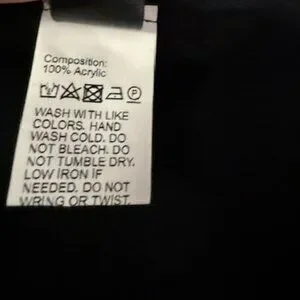 Composition:
100% Acrylic
P
WASH WITH LIKE
COLORS. HAND
WASH COLD. DO
NOT BLEACH. DO
NOT TUMBLE DRY.
LOW IRON IF
NEEDED. DO NOT
WRING OR TWIST.